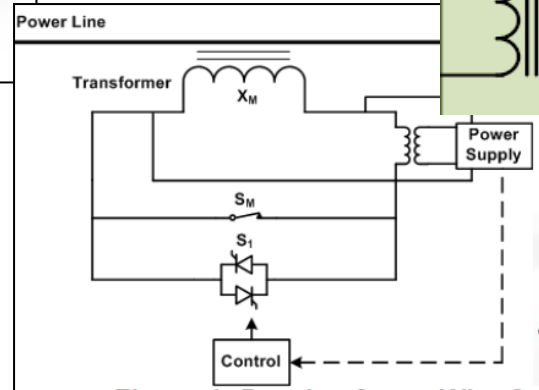 Power Line
Transformer
X_M
Power
Supply
S_M
S_1
Control